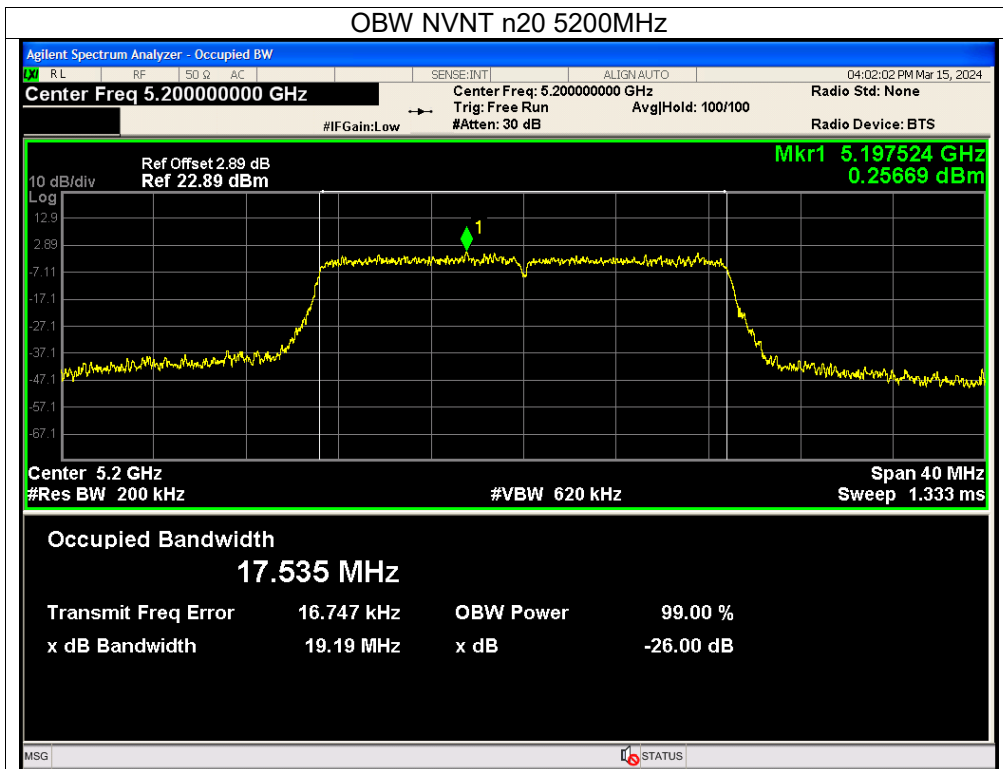 OBW NVNT n20 5200MHz
Agilent Spectrum Analyzer - Occupied BW
LXI RL RF 50 Ω AC SENSE:INT ALIGN AUTO 04:02:02 PM Mar 15, 2024
Center Freq 5.200000000 GHz Center Freq: 5.200000000 GHz Radio Std: None
Trig: Free Run Avg|Hold: 100/100
#IFGain:Low #Atten: 30 dB Radio Device: BTS
Mkr1 5.197524 GHz
Ref Offset 2.89 dB 0.25669 dBm
10 dB/div Ref 22.89 dBm
Log
12.9
1
2.89
-7.11
-17.1
-27.1
-37.1
-47.1
-57.1
-67.1
Center 5.2 GHz Span 40 MHz
#Res BW 200 kHz #VBW 620 kHz Sweep 1.333 ms
Occupied Bandwidth
17.535 MHz
Transmit Freq Error 16.747 kHz OBW Power 99.00 %
x dB Bandwidth 19.19 MHz x dB -26.00 dB
MSG STATUS